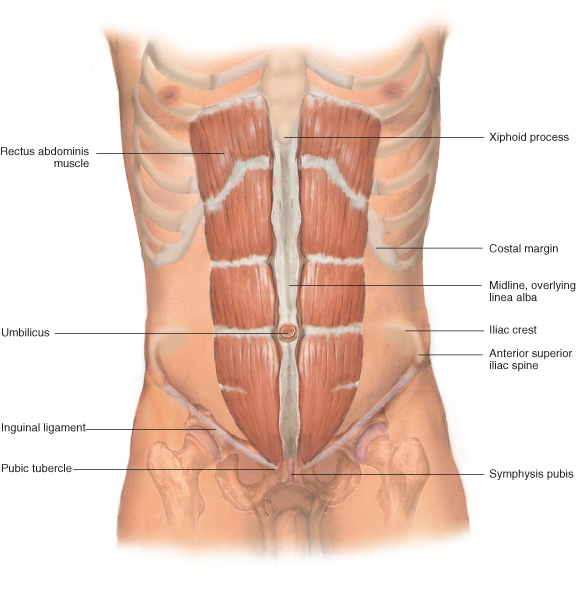 Rectus abdominis
muscle
Umbilicus
Inguinal ligament
Pubic tubercle
Xiphoid process
Costal margin
Midline, overlying
linea alba
Iliac crest
Anterior superior
iliac spine
Symphysis pubis